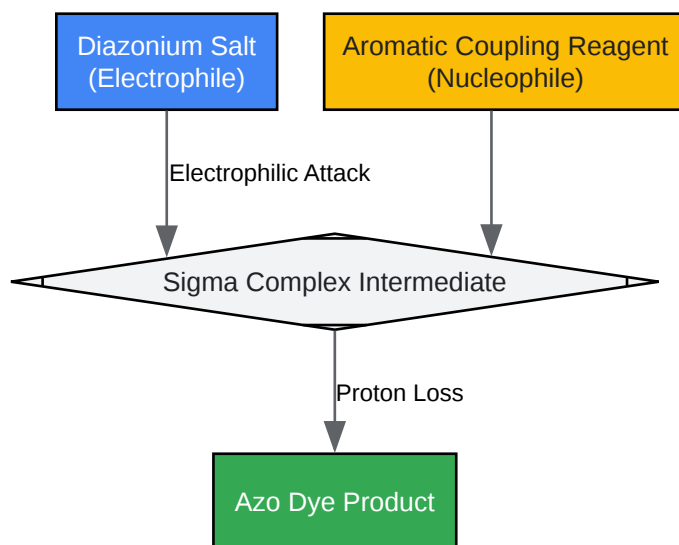 Diazonium Salt
(Electrophile)
Aromatic Coupling Reagent
(Nucleophile)
Electrophilic Attack
Sigma Complex Intermediate
Proton Loss
Azo Dye Product